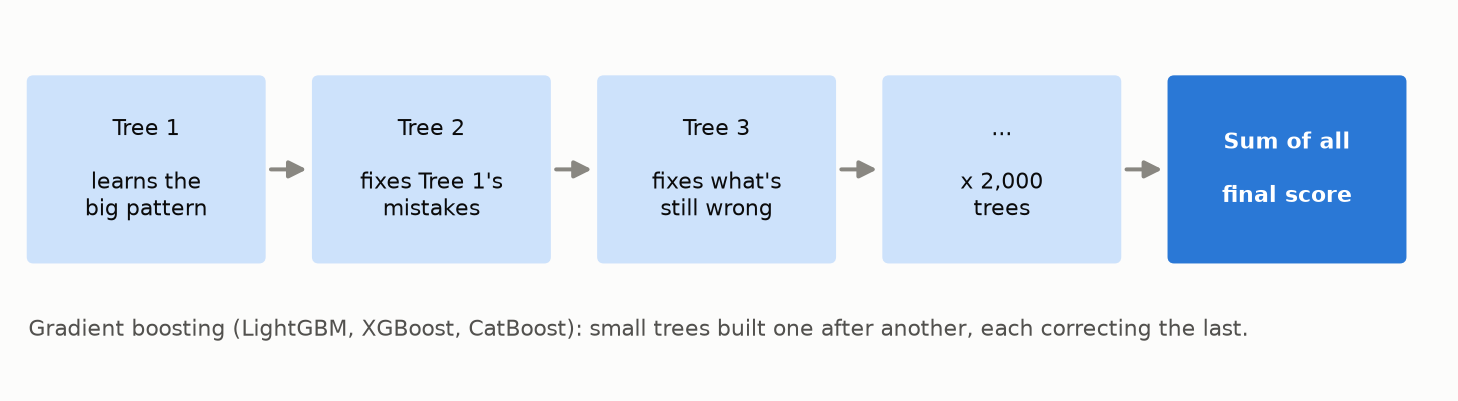 Tree 1
learns the
big pattern
Tree 2
fixes Tree 1's
mistakes
Tree 3
fixes what's
still wrong
...
x 2,000
trees
Sum of all
final score
Gradient boosting (LightGBM, XGBoost, CatBoost): small trees built one after another, each correcting the last.